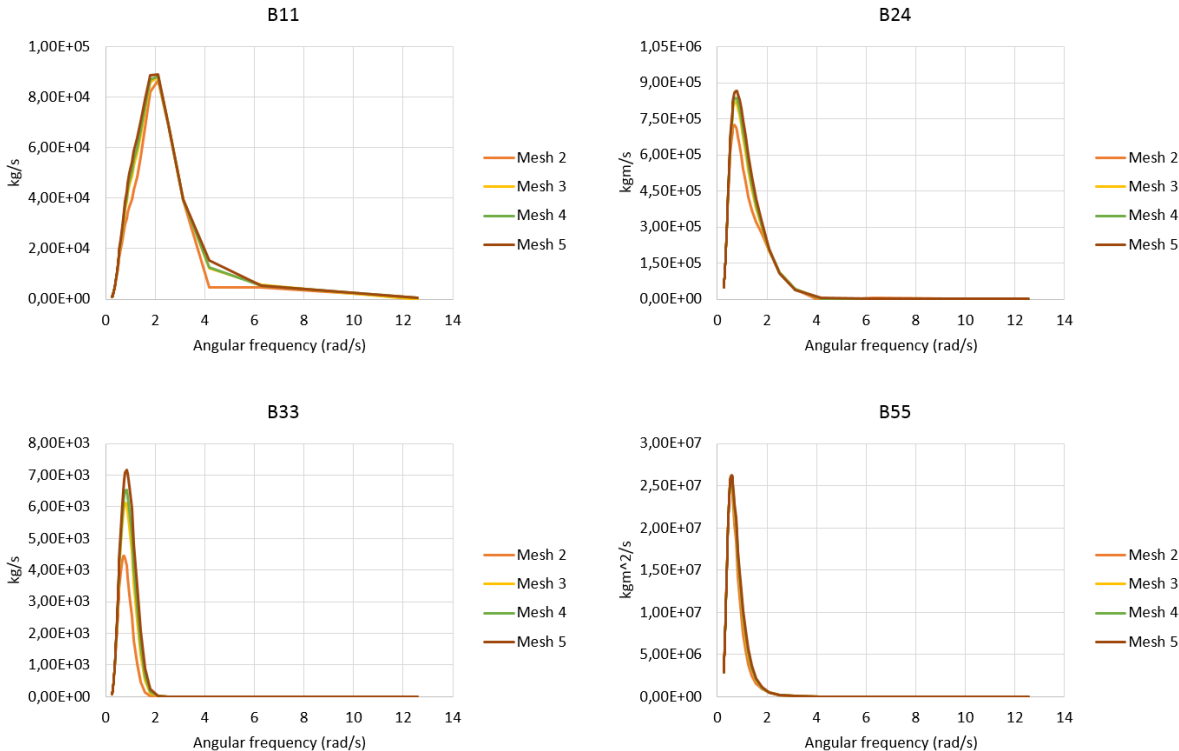 B11
1,00E+05
8,00E+04
6,00E+04
4,00E+04
2,00E+04
0,00E+00
kg/s
0 2 4 6 8 10 12 14
Angular frequency (rad/s)
Mesh 2
Mesh 3
Mesh 4
Mesh 5
B24
1,05E+06
9,00E+05
7,50E+05
6,00E+05
4,50E+05
3,00E+05
1,50E+05
0,00E+00
kgm/s
0 2 4 6 8 10 12 14
Angular frequency (rad/s)
Mesh 2
Mesh 3
Mesh 4
Mesh 5
B33
8,00E+03
7,00E+03
6,00E+03
5,00E+03
4,00E+03
3,00E+03
2,00E+03
1,00E+03
0,00E+00
kg/s
0 2 4 6 8 10 12 14
Angular frequency (rad/s)
Mesh 2
Mesh 3
Mesh 4
Mesh 5
B55
3,00E+07
2,50E+07
2,00E+07
1,50E+07
1,00E+07
5,00E+06
0,00E+00
kgm^2/s
0 2 4 6 8 10 12 14
Angular frequency (rad/s)
Mesh 2
Mesh 3
Mesh 4
Mesh 5